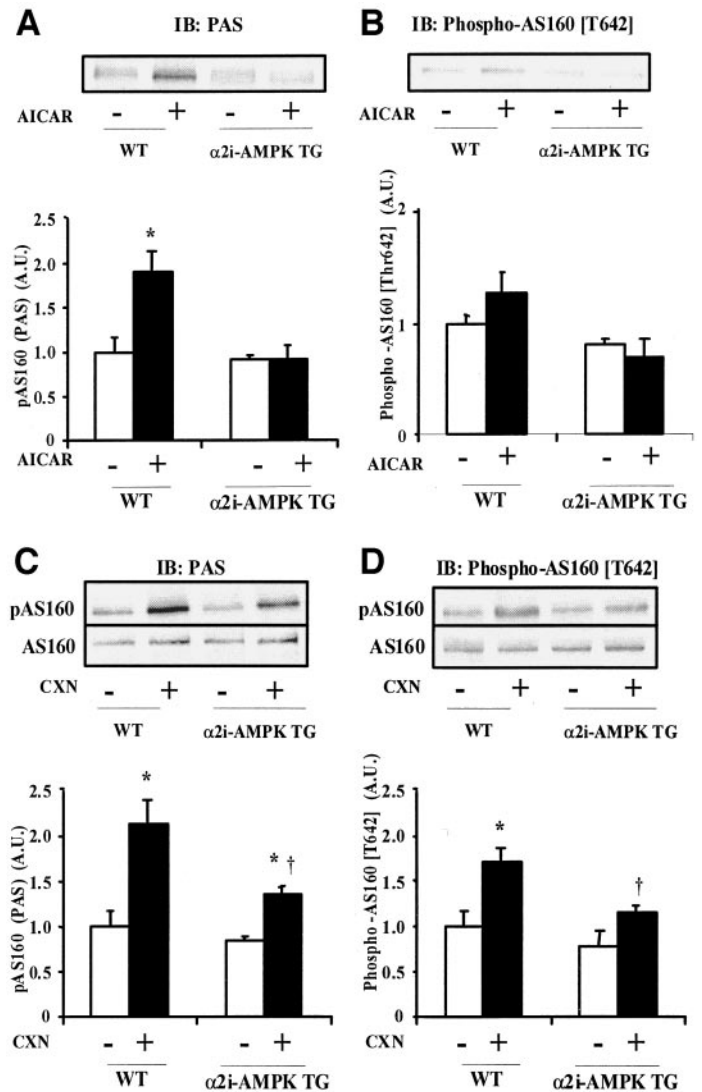 A
IB: PAS
AICAR - + - +
WT α2i-AMPK TG
pAS160 (PAS) (A.U.)
2.5
2.0
1.5
1.0
0.5
0
*
AICAR - + - +
WT α2i-AMPK TG
B
IB: Phospho-AS160 [T642]
AICAR - + - +
WT α2i-AMPK TG
Phospho -AS160 [Thr642] (A.U.)
2
1
0
AICAR - + - +
WT α2i-AMPK TG
C
IB: PAS
pAS160
AS160
CXN - + - +
WT α2i-AMPK TG
pAS160 (PAS) (A.U.)
2.5
2.0
1.5
1.0
0.5
0
*
* †
CXN - + - +
WT α2i-AMPK TG
D
IB: Phospho-AS160 [T642]
pAS160
AS160
CXN - + - +
WT α2i-AMPK TG
Phospho -AS160 [T642] (A.U.)
2.5
2.0
1.5
1.0
0.5
0
*
†
CXN - + - +
WT α2i-AMPK TG